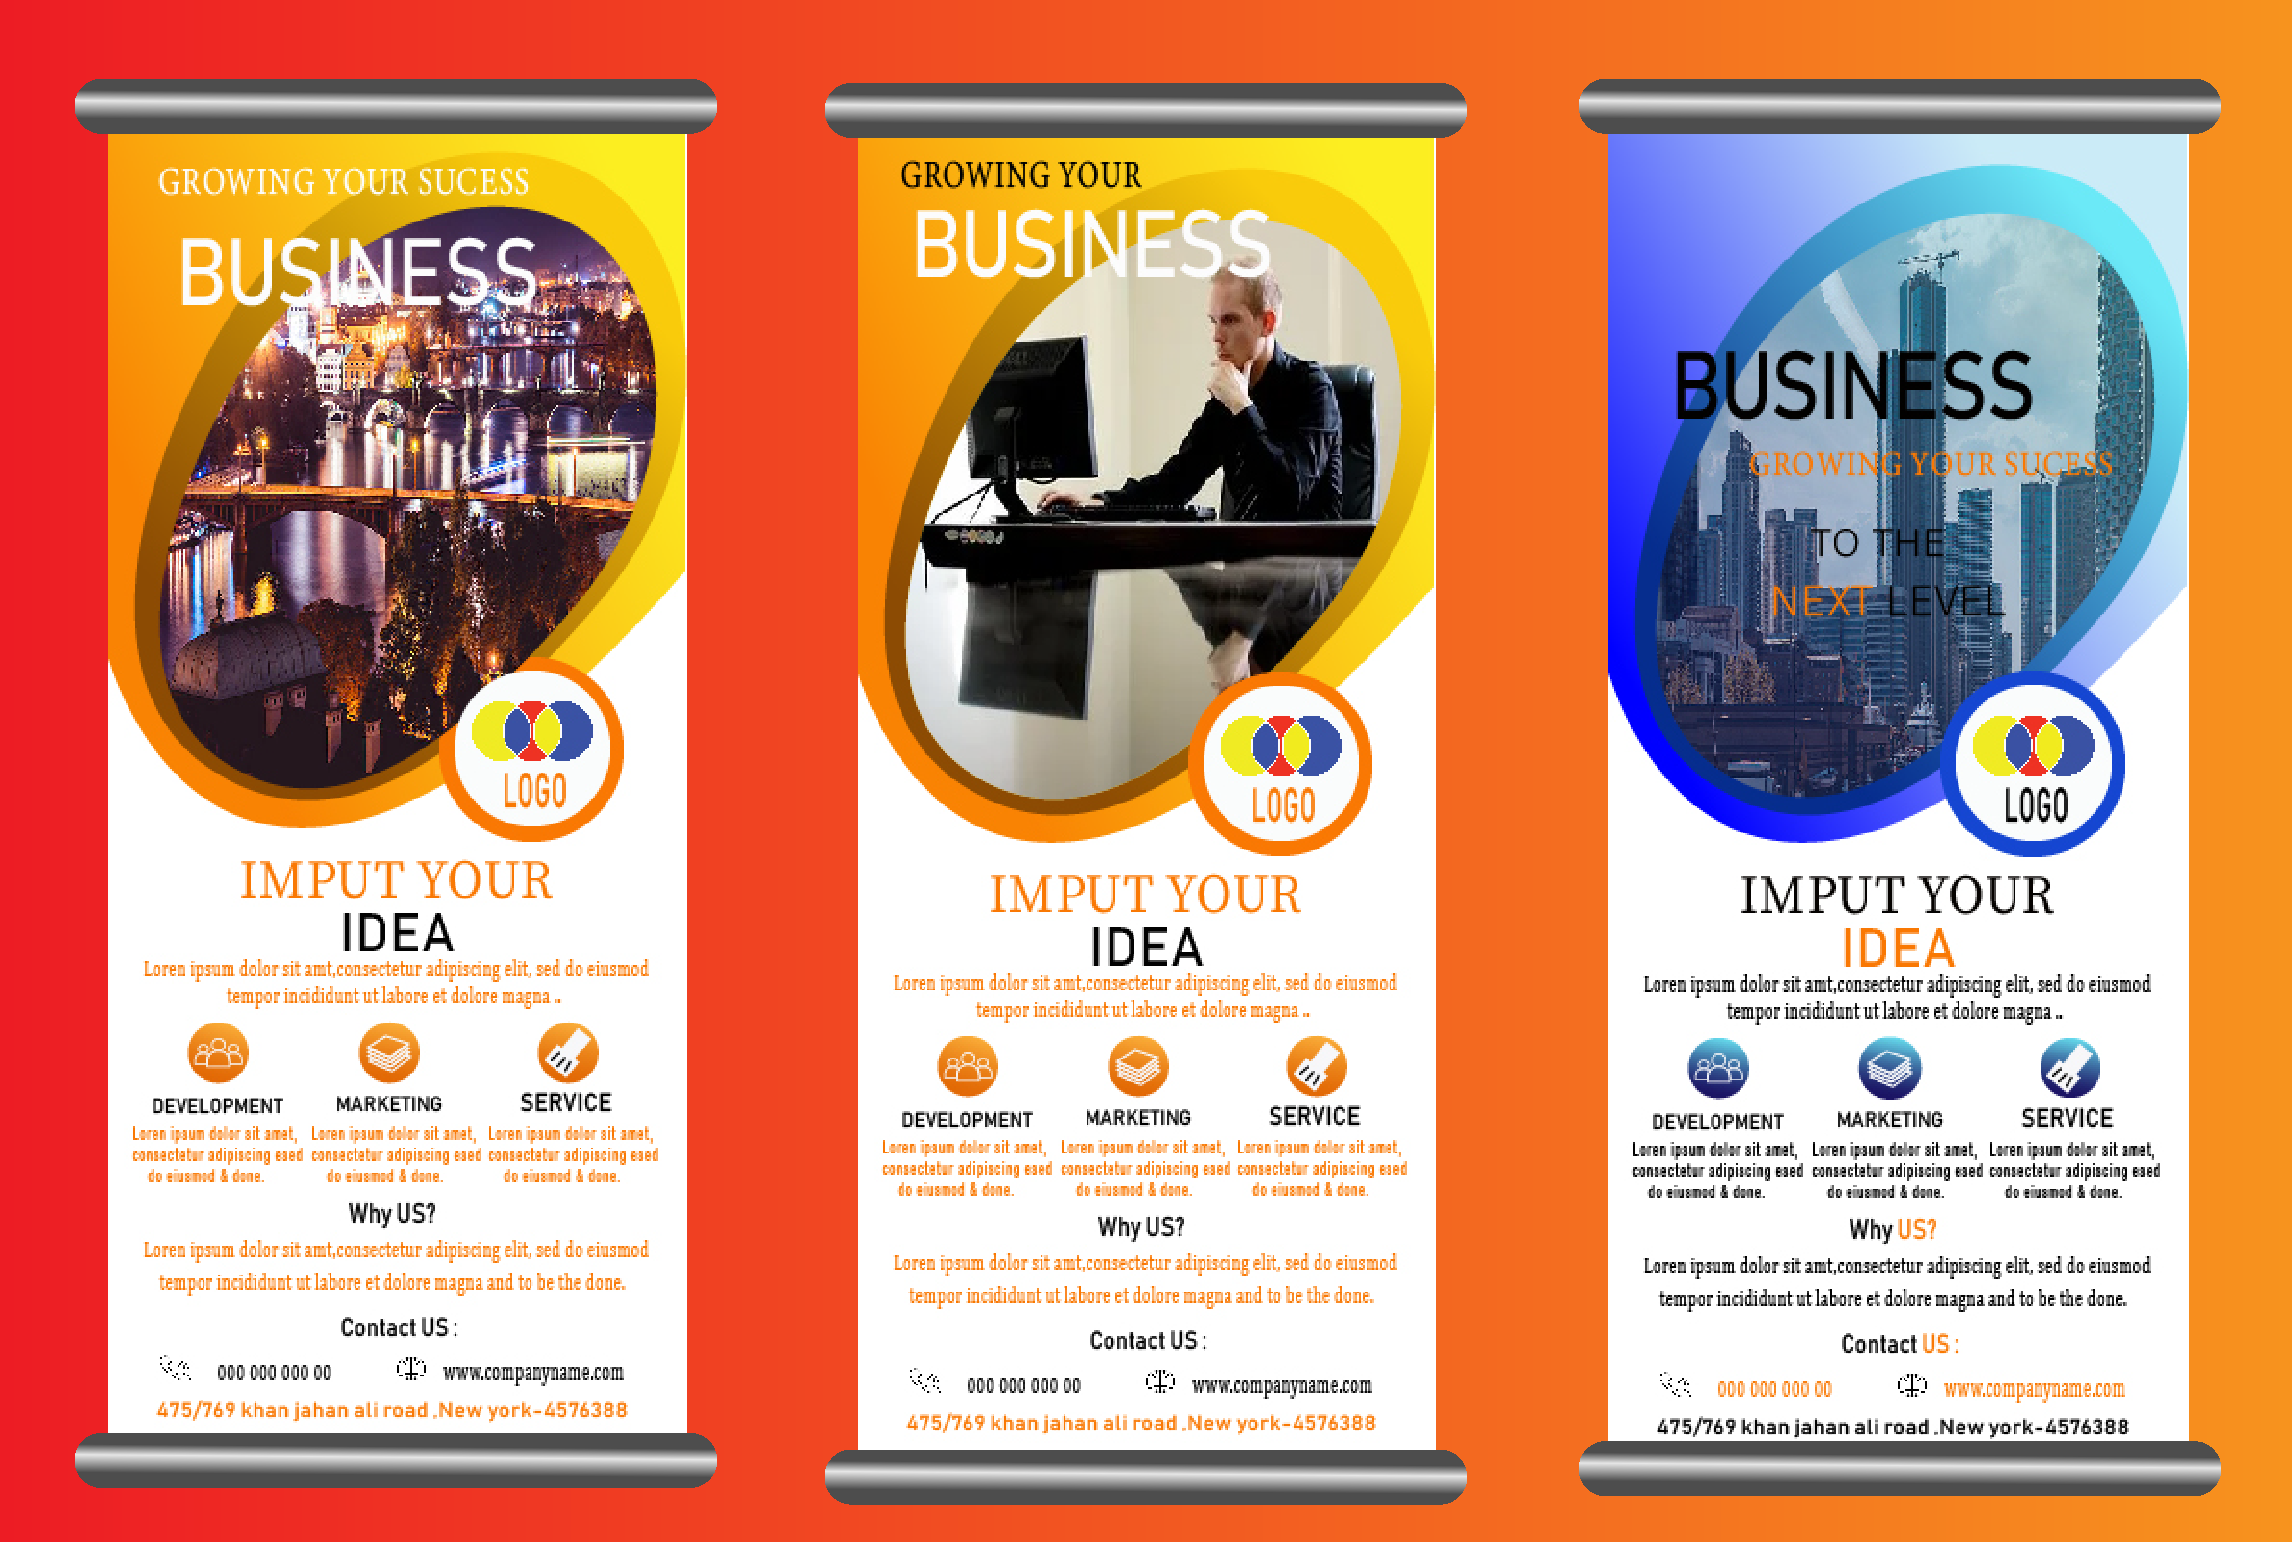 GROWING YOUR SUCESS
BUSINESS
LOGO
IMPUT YOUR
IDEA
Loren ipsum dolor sit amt,consectetur adipiscing elit, sed do eiusmod
tempor incididunt ut labore et dolore magna ..
DEVELOPMENT
Loren ipsum dolor sit amet,
consectetur adipiscing esed
do eiusmod & done.
MARKETING
Loren ipsum dolor sit amet,
consectetur adipiscing esed
do eiusmod & done.
SERVICE
Loren ipsum dolor sit amet,
consectetur adipiscing esed
do eiusmod & done.
Why US?
Loren ipsum dolor sit amt,consectetur adipiscing elit, sed do eiusmod
tempor incididunt ut labore et dolore magna and to be the done.
Contact US :
000 000 000 00 www.companyname.com
475/769 khan jahan ali road .New york-4576388
GROWING YOUR
BUSINESS
LOGO
IMPUT YOUR
IDEA
Loren ipsum dolor sit amt,consectetur adipiscing elit, sed do eiusmod
tempor incididunt ut labore et dolore magna ..
DEVELOPMENT
Loren ipsum dolor sit amet,
consectetur adipiscing esed
do eiusmod & done.
MARKETING
Loren ipsum dolor sit amet,
consectetur adipiscing esed
do eiusmod & done.
SERVICE
Loren ipsum dolor sit amet,
consectetur adipiscing esed
do eiusmod & done.
Why US?
Loren ipsum dolor sit amt,consectetur adipiscing elit, sed do eiusmod
tempor incididunt ut labore et dolore magna and to be the done.
Contact US :
000 000 000 00 www.companyname.com
475/769 khan jahan ali road .New york-4576388
BUSINESS
GROWING YOUR SUCESS
TO THE
NEXT LEVEL
LOGO
IMPUT YOUR
IDEA
Loren ipsum dolor sit amt,consectetur adipiscing elit, sed do eiusmod
tempor incididunt ut labore et dolore magna ..
DEVELOPMENT
Loren ipsum dolor sit amet,
consectetur adipiscing esed
do eiusmod & done.
MARKETING
Loren ipsum dolor sit amet,
consectetur adipiscing esed
do eiusmod & done.
SERVICE
Loren ipsum dolor sit amet,
consectetur adipiscing esed
do eiusmod & done.
Why US?
Loren ipsum dolor sit amt,consectetur adipiscing elit, sed do eiusmod
tempor incididunt ut labore et dolore magna and to be the done.
Contact US :
000 000 000 00 www.companyname.com
475/769 khan jahan ali road .New york-4576388